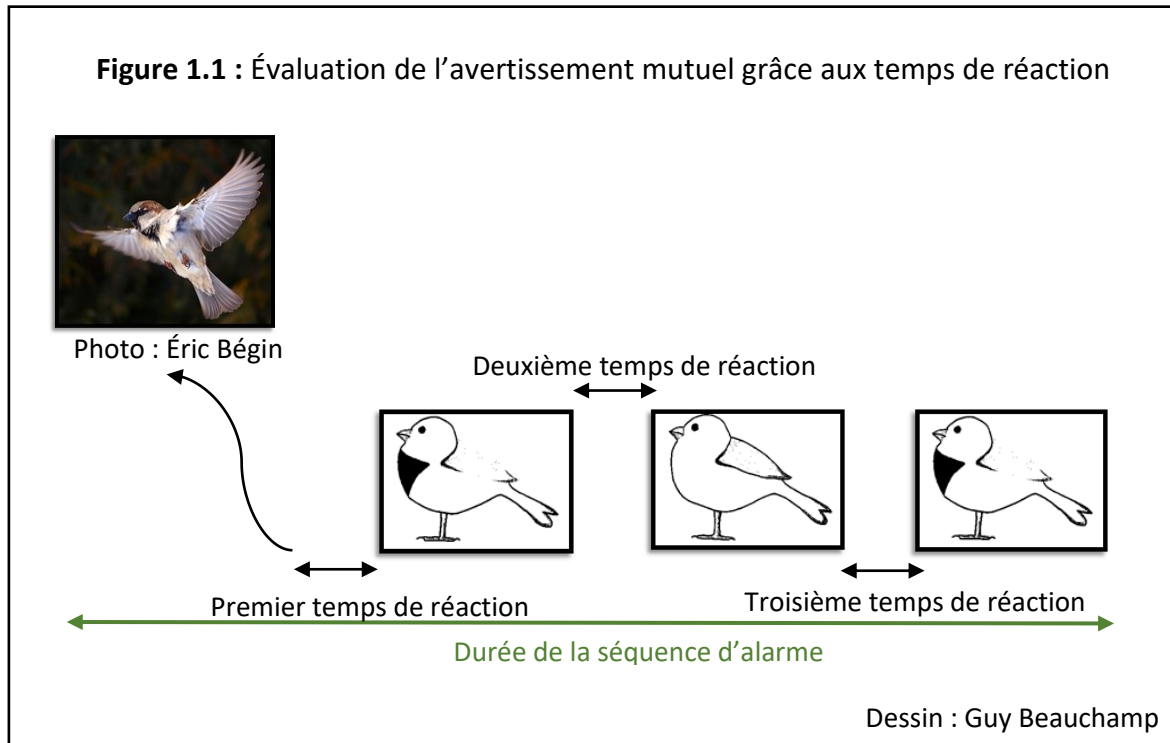 Figure 1.1 : Évaluation de l’avertissement mutuel grâce aux temps de réaction
Photo : Éric Bégin
Deuxième temps de réaction
Premier temps de réaction
Troisième temps de réaction
Durée de la séquence d’alarme
Dessin : Guy Beauchamp